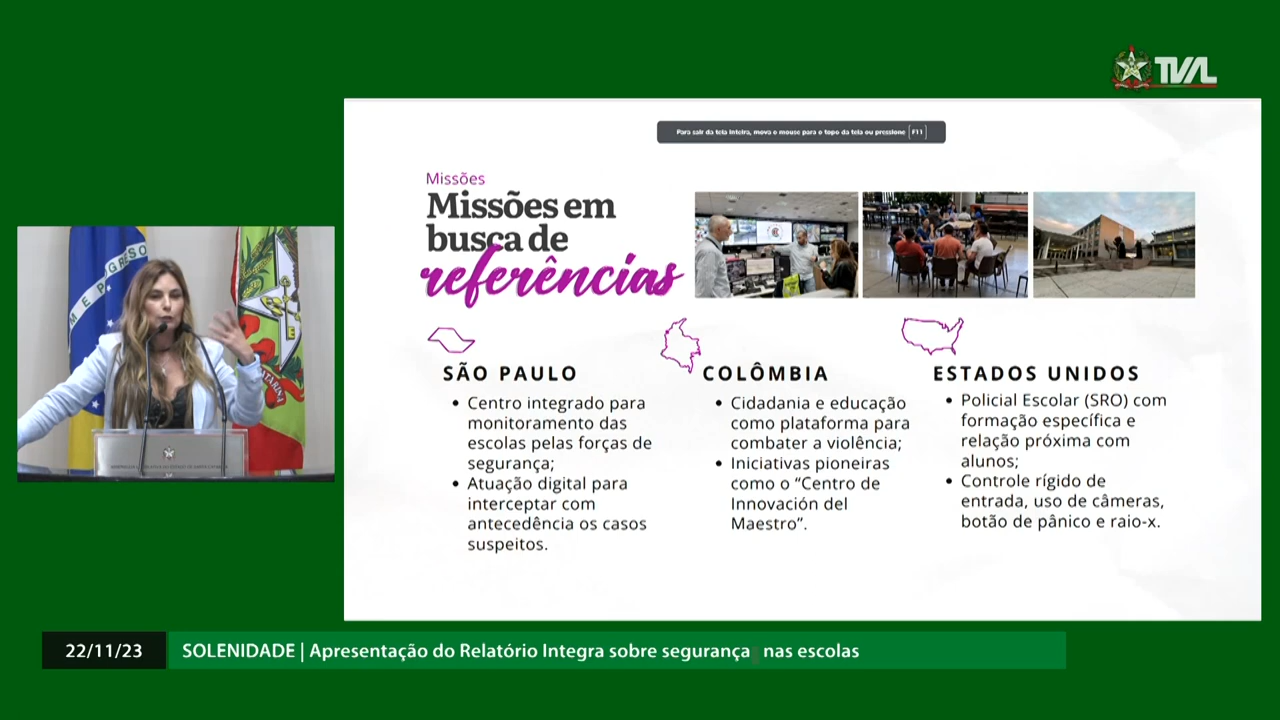 TVAL
Para sair da tela inteira, mova o mouse para o topo da tela ou pressione F11
Missões
Missões em
busca de
referências
SÃO PAULO
• Centro integrado para
monitoramento das
escolas pelas forças de
segurança;
• Atuação digital para
interceptar com
antecedência os casos
suspeitos.
COLÔMBIA
• Cidadania e educação
como plataforma para
combater a violência;
• Iniciativas pioneiras
como o “Centro de
Innovación del
Maestro”.
ESTADOS UNIDOS
• Policial Escolar (SRO) com
formação específica e
relação próxima com
alunos;
• Controle rígido de
entrada, uso de câmeras,
botão de pânico e raio-x.
22/11/23
SOLENIDADE | Apresentação do Relatório Integra sobre segurança nas escolas